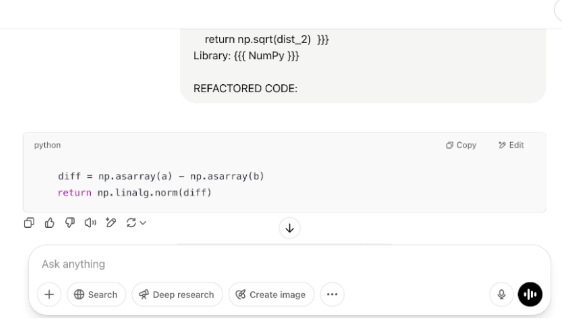 return np.sqrt(dist_2) }}}
Library: {{{ NumPy }}}
REFACTORED CODE:
python
Copy
Edit
diff = np.asarray(a) − np.asarray(b)
return np.linalg.norm(diff)
Ask anything
Search
Deep research
Create image